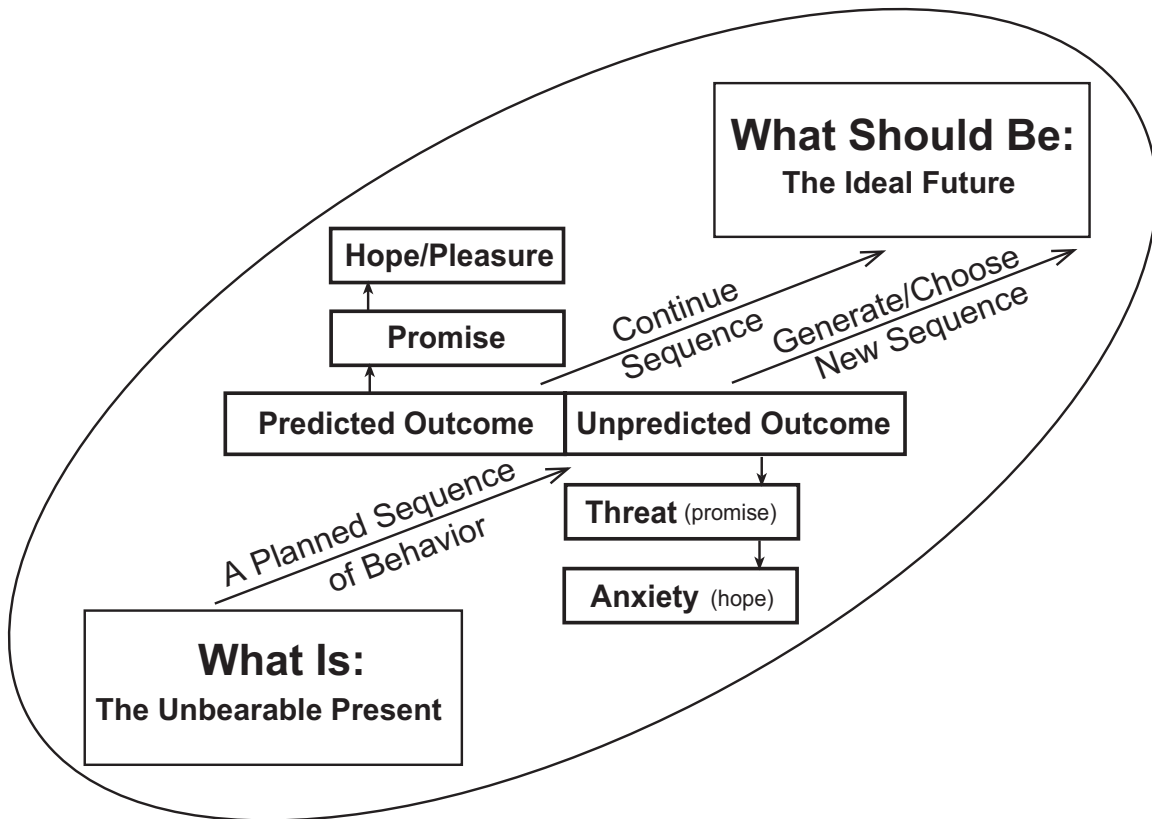 What Should Be:
The Ideal Future
Hope/Pleasure
Promise
Continue
Sequence
Generate/Choose
New Sequence
Predicted Outcome
Unpredicted Outcome
A Planned Sequence
of Behavior
Threat (promise)
Anxiety (hope)
What Is:
The Unbearable Present